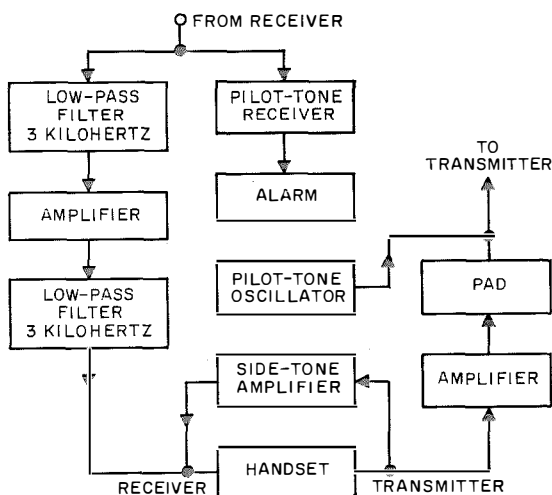 FROM RECEIVER
LOW-PASS
FILTER
3 KILOHERTZ
PILOT-TONE
RECEIVER
TO
TRANSMITTER
AMPLIFIER
ALARM
LOW-PASS
FILTER
3 KILOHERTZ
PILOT-TONE
OSCILLATOR
PAD
SIDE-TONE
AMPLIFIER
AMPLIFIER
HANDSET
RECEIVER
TRANSMITTER